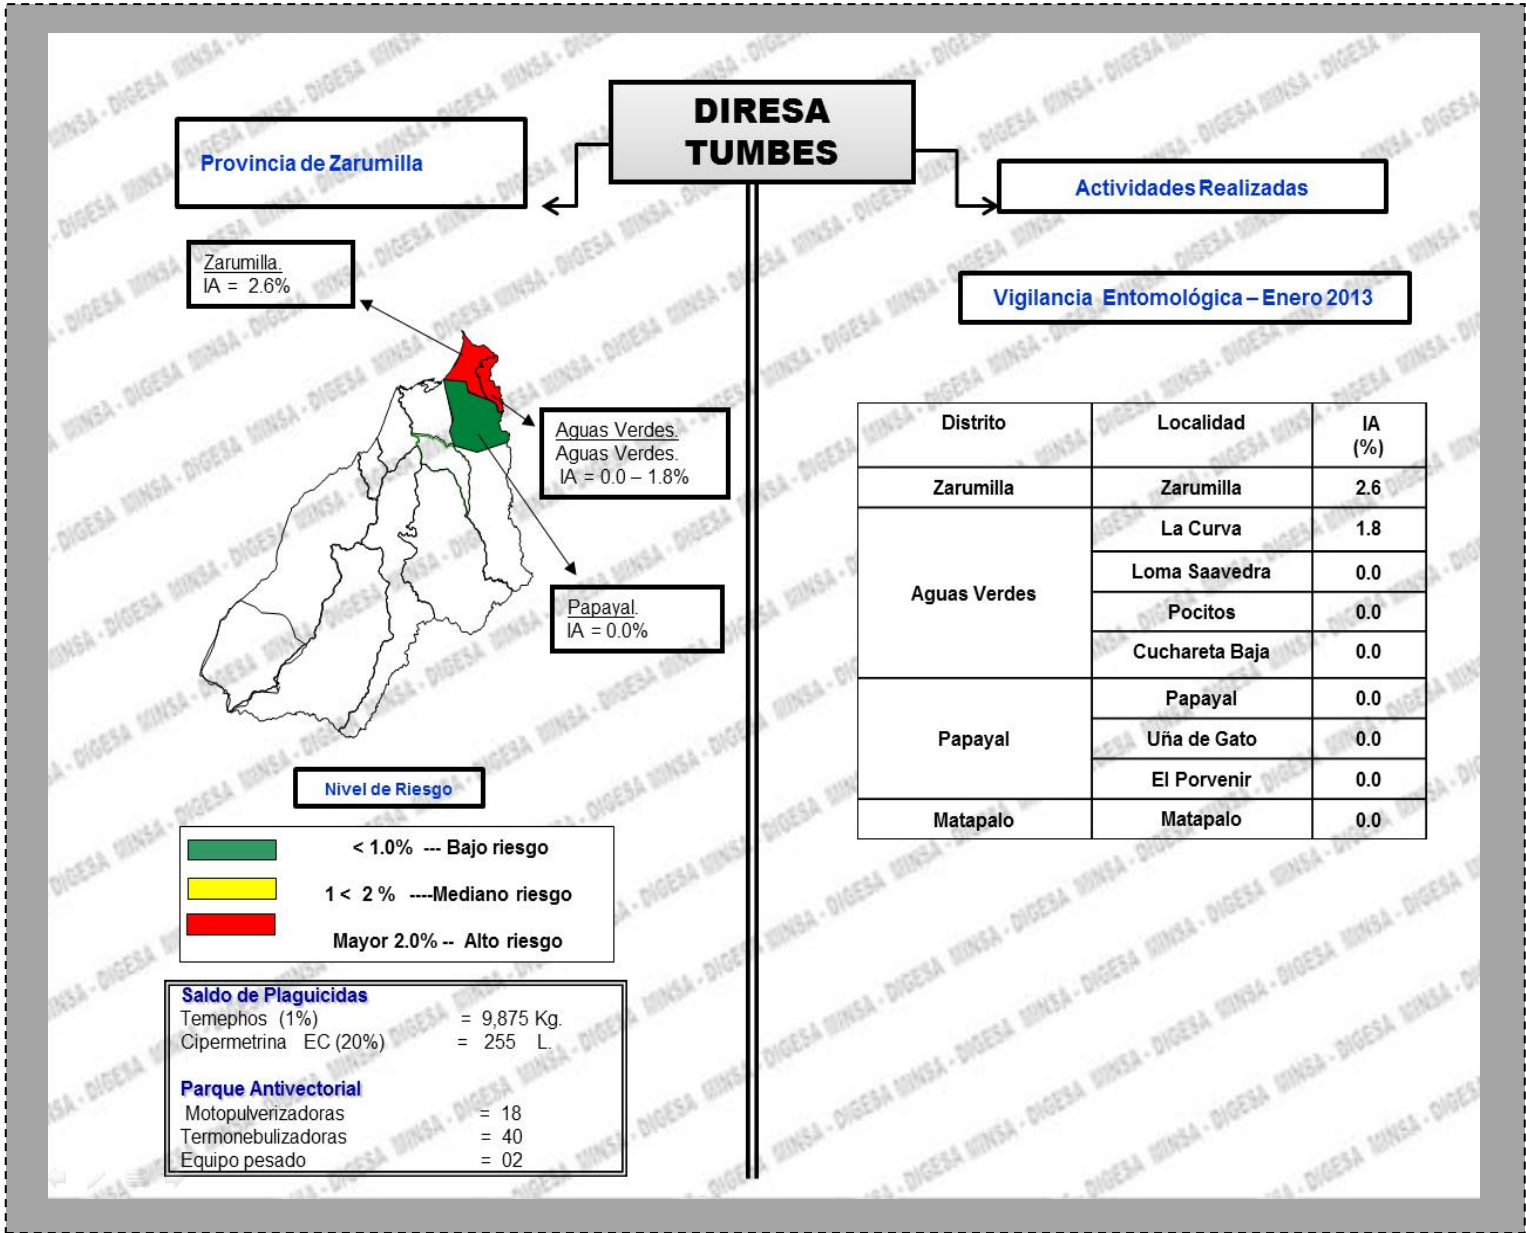 DIRESA
TUMBES
Provincia de Zarumilla
Zarumilla.
IA = 2.6%
Aguas Verdes.
Aguas Verdes.
IA = 0.0 – 1.8%
Papayal.
IA = 0.0%
Nivel de Riesgo
< 1.0% --- Bajo riesgo
1 < 2 % ----Mediano riesgo
Mayor 2.0% -- Alto riesgo
Saldo de Plaguicidas
Temephos (1%) = 9,875 Kg.
Cipermetrina EC (20%) = 255 L.
Parque Antivectorial
Motopulverizadoras = 18
Termonebulizadoras = 40
Equipo pesado = 02
Actividades Realizadas
Vigilancia Entomológica – Enero 2013
Distrito Localidad IA
(%)
Zarumilla Zarumilla 2.6
Aguas Verdes La Curva 1.8
Loma Saavedra 0.0
Pocitos 0.0
Cuchareta Baja 0.0
Papayal Papayal 0.0
Uña de Gato 0.0
El Porvenir 0.0
Matapalo Matapalo 0.0
MINSA - DIGESA